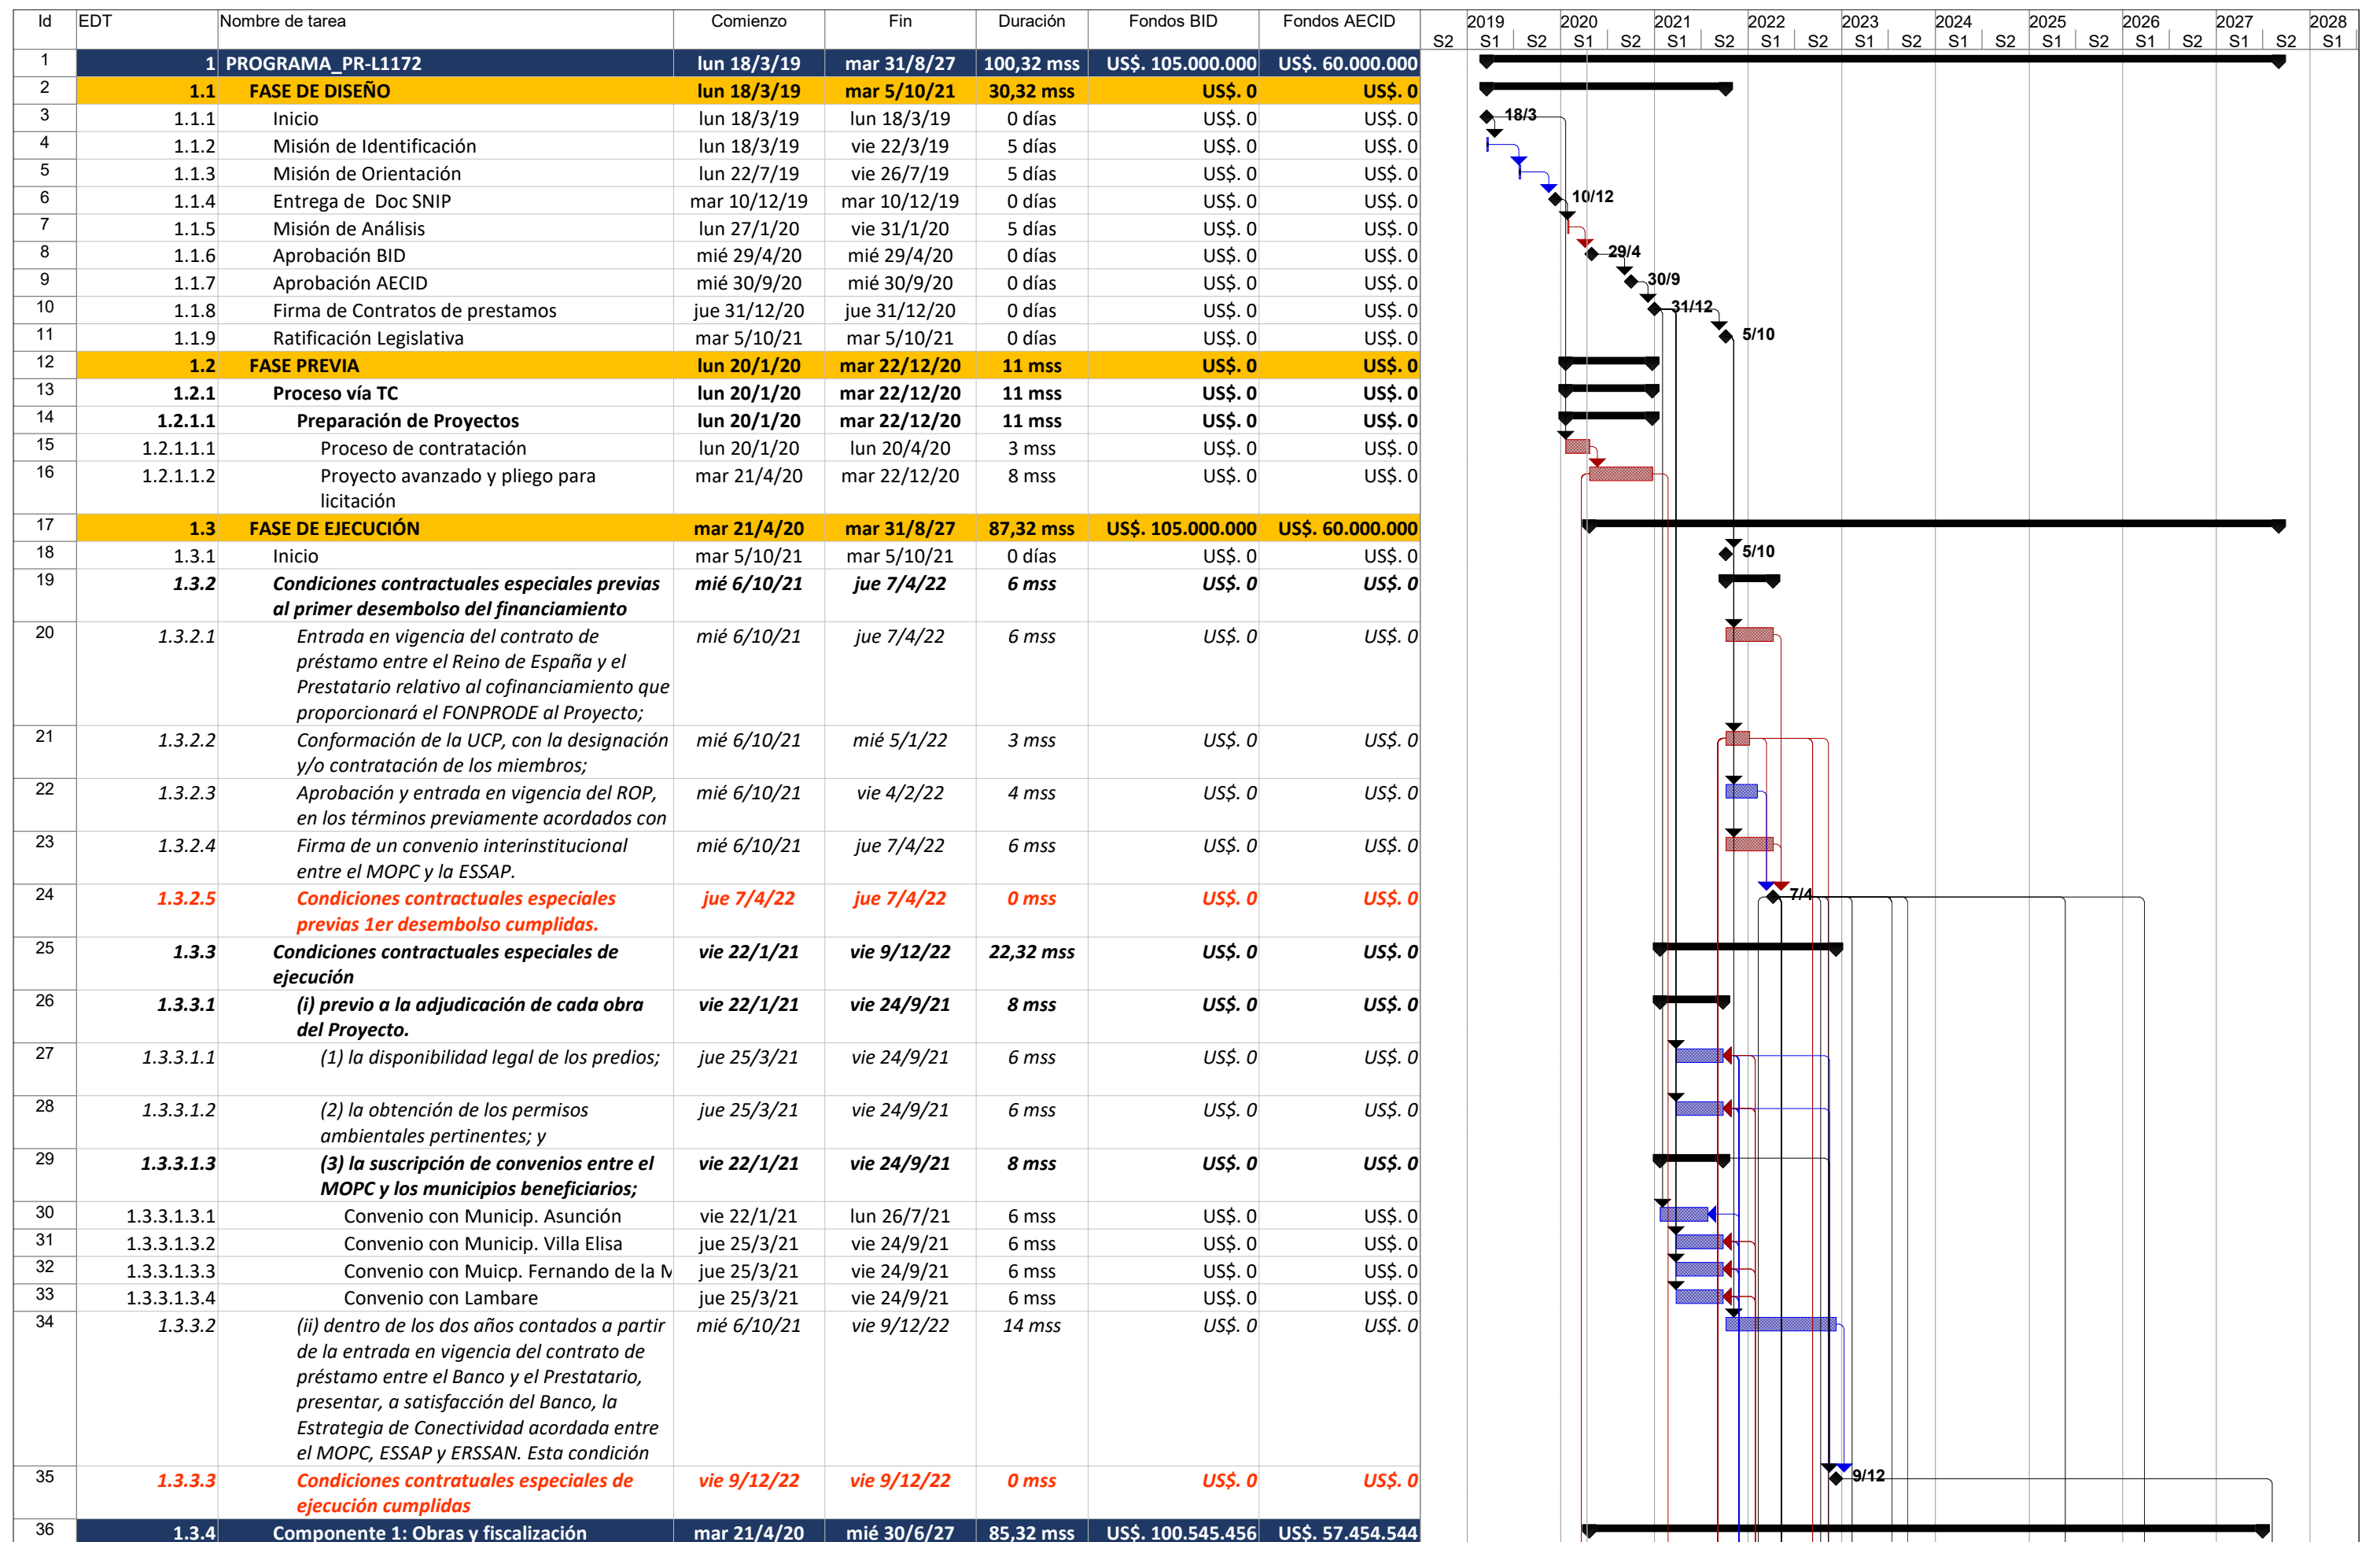 Id EDT Nombre de tarea Comienzo Fin Duración Fondos BID Fondos AECID 2019 2020 2021 2022 2023 2024 2025 2026 2027 2028
S2 S1 S2 S1 S2 S1 S2 S1 S2 S1 S2 S1 S2 S1 S2 S1 S2 S1 S2 S1
1 1 PROGRAMA_PR-L1172 lun 18/3/19 mar 31/8/27 100,32 mss US$. 105.000.000 US$. 60.000.000
2 1.1 FASE DE DISEÑO lun 18/3/19 mar 5/10/21 30,32 mss US$. 0 US$. 0
3 1.1.1 Inicio lun 18/3/19 lun 18/3/19 0 días US$. 0 US$. 0 18/3
4 1.1.2 Misión de Identificación lun 18/3/19 vie 22/3/19 5 días US$. 0 US$. 0
5 1.1.3 Misión de Orientación lun 22/7/19 vie 26/7/19 5 días US$. 0 US$. 0
6 1.1.4 Entrega de Doc SNIP mar 10/12/19 mar 10/12/19 0 días US$. 0 US$. 0 10/12
7 1.1.5 Misión de Análisis lun 27/1/20 vie 31/1/20 5 días US$. 0 US$. 0
8 1.1.6 Aprobación BID mié 29/4/20 mié 29/4/20 0 días US$. 0 US$. 0 29/4
9 1.1.7 Aprobación AECID mié 30/9/20 mié 30/9/20 0 días US$. 0 US$. 0 30/9
10 1.1.8 Firma de Contratos de prestamos jue 31/12/20 jue 31/12/20 0 días US$. 0 US$. 0 31/12
11 1.1.9 Ratificación Legislativa mar 5/10/21 mar 5/10/21 0 días US$. 0 US$. 0 5/10
12 1.2 FASE PREVIA lun 20/1/20 mar 22/12/20 11 mss US$. 0 US$. 0
13 1.2.1 Proceso vía TC lun 20/1/20 mar 22/12/20 11 mss US$. 0 US$. 0
14 1.2.1.1 Preparación de Proyectos lun 20/1/20 mar 22/12/20 11 mss US$. 0 US$. 0
15 1.2.1.1.1 Proceso de contratación lun 20/1/20 lun 20/4/20 3 mss US$. 0 US$. 0
16 1.2.1.1.2 Proyecto avanzado y pliego para mar 21/4/20 mar 22/12/20 8 mss US$. 0 US$. 0
licitación
17 1.3 FASE DE EJECUCIÓN mar 21/4/20 mar 31/8/27 87,32 mss US$. 105.000.000 US$. 60.000.000
18 1.3.1 Inicio mar 5/10/21 mar 5/10/21 0 días US$. 0 US$. 0 5/10
19 1.3.2 Condiciones contractuales especiales previas mié 6/10/21 jue 7/4/22 6 mss US$. 0 US$. 0
al primer desembolso del financiamiento
20 1.3.2.1 Entrada en vigencia del contrato de mié 6/10/21 jue 7/4/22 6 mss US$. 0 US$. 0
préstamo entre el Reino de España y el
Prestatario relativo al cofinanciamiento que
proporcionará el FONPRODE al Proyecto;
21 1.3.2.2 Conformación de la UCP, con la designación mié 6/10/21 mié 5/1/22 3 mss US$. 0 US$. 0
y/o contratación de los miembros;
22 1.3.2.3 Aprobación y entrada en vigencia del ROP, mié 6/10/21 vie 4/2/22 4 mss US$. 0 US$. 0
en los términos previamente acordados con
23 1.3.2.4 Firma de un convenio interinstitucional mié 6/10/21 jue 7/4/22 6 mss US$. 0 US$. 0
entre el MOPC y la ESSAP.
24 1.3.2.5 Condiciones contractuales especiales jue 7/4/22 jue 7/4/22 0 mss US$. 0 US$. 0 7/4
previas 1er desembolso cumplidas.
25 1.3.3 Condiciones contractuales especiales de vie 22/1/21 vie 9/12/22 22,32 mss US$. 0 US$. 0
ejecución
26 1.3.3.1 (i) previo a la adjudicación de cada obra vie 22/1/21 vie 24/9/21 8 mss US$. 0 US$. 0
del Proyecto.
27 1.3.3.1.1 (1) la disponibilidad legal de los predios; jue 25/3/21 vie 24/9/21 6 mss US$. 0 US$. 0
28 1.3.3.1.2 (2) la obtención de los permisos jue 25/3/21 vie 24/9/21 6 mss US$. 0 US$. 0
ambientales pertinentes; y
29 1.3.3.1.3 (3) la suscripción de convenios entre el vie 22/1/21 vie 24/9/21 8 mss US$. 0 US$. 0
MOPC y los municipios beneficiarios;
30 1.3.3.1.3.1 Convenio con Municip. Asunción vie 22/1/21 lun 26/7/21 6 mss US$. 0 US$. 0
31 1.3.3.1.3.2 Convenio con Municip. Villa Elisa jue 25/3/21 vie 24/9/21 6 mss US$. 0 US$. 0
32 1.3.3.1.3.3 Convenio con Muicp. Fernando de la M jue 25/3/21 vie 24/9/21 6 mss US$. 0 US$. 0
33 1.3.3.1.3.4 Convenio con Lambare jue 25/3/21 vie 24/9/21 6 mss US$. 0 US$. 0
34 1.3.3.2 (ii) dentro de los dos años contados a partir mié 6/10/21 vie 9/12/22 14 mss US$. 0 US$. 0
de la entrada en vigencia del contrato de
préstamo entre el Banco y el Prestatario,
presentar, a satisfacción del Banco, la
Estrategia de Conectividad acordada entre
el MOPC, ESSAP y ERSSAN. Esta condición
35 1.3.3.3 Condiciones contratuales especiales de vie 9/12/22 vie 9/12/22 0 mss US$. 0 US$. 0 9/12
ejecución cumplidas
36 1.3.4 Componente 1: Obras y fiscalización mar 21/4/20 mié 30/6/27 85,32 mss US$. 100.545.456 US$. 57.454.544